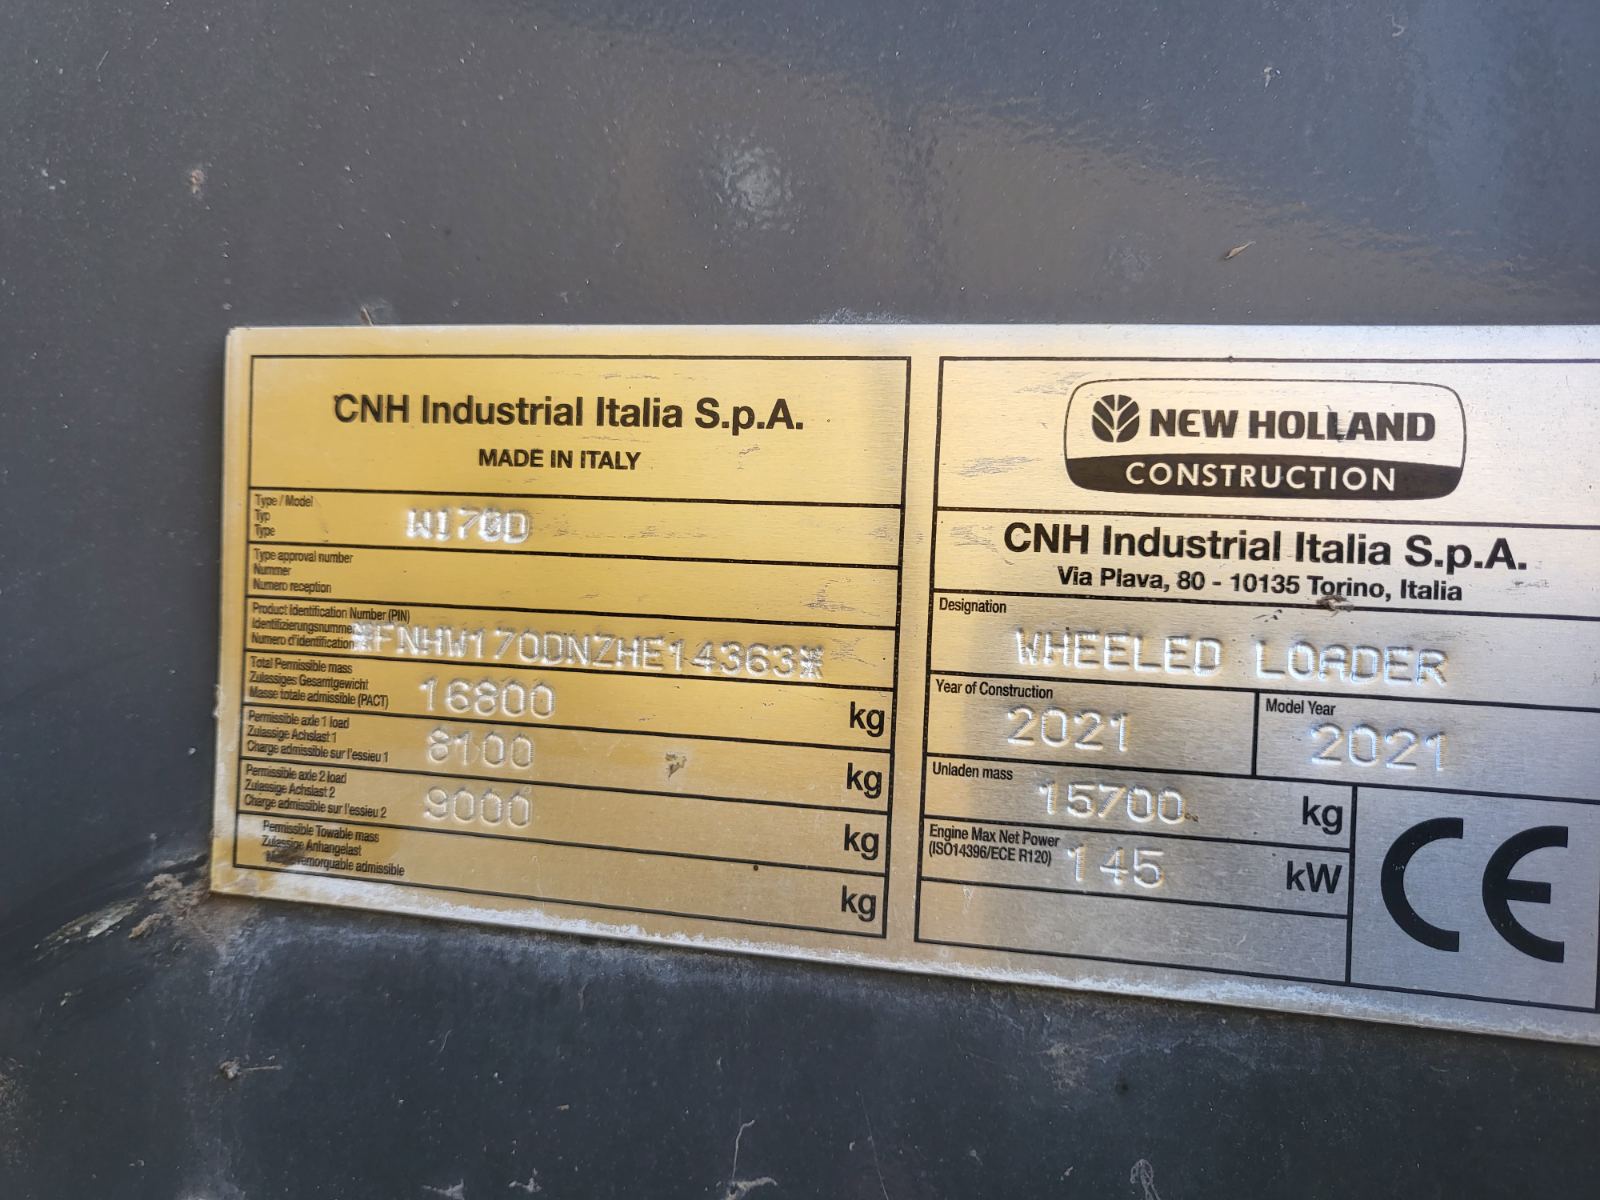 CNH Industrial Italia S.p.A.
MADE IN ITALY
Type / Model
Typ
Type
W170D
Type approval number
Nummer
Numero reception
Product Identification Number (PIN)
Identifizierungsnummer
Numero d'identification
*FNHW170DNZHE14363*
Total Permissible mass
Zulassiges Gesamtgewicht
Masse totale admissible (PACT)
16800 kg
Permissible axle 1 load
Zulassige Achslast 1
Charge admissible sur l'essieu 1
8100 kg
Permissible axle 2 load
Zulassige Achslast 2
Charge admissible sur l'essieu 2
9000 kg
Permissible Towable mass
Zulassige Anhangelast
remorquable admissible
kg
NEW HOLLAND
CONSTRUCTION
CNH Industrial Italia S.p.A.
Via Plava, 80 - 10135 Torino, Italia
Designation
WHEELED LOADER
Year of Construction
2021
Model Year
2021
Unladen mass
15700 kg
Engine Max Net Power
(ISO14396/ECE R120)
145 kW
CE